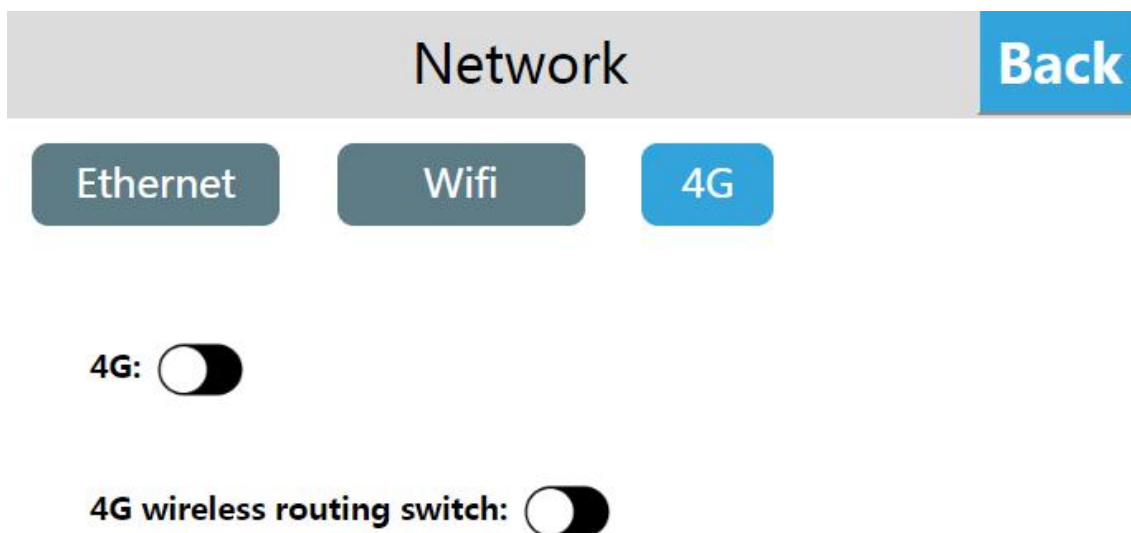 Network
Back
Ethernet
Wifi
4G
4G:
4G wireless routing switch: